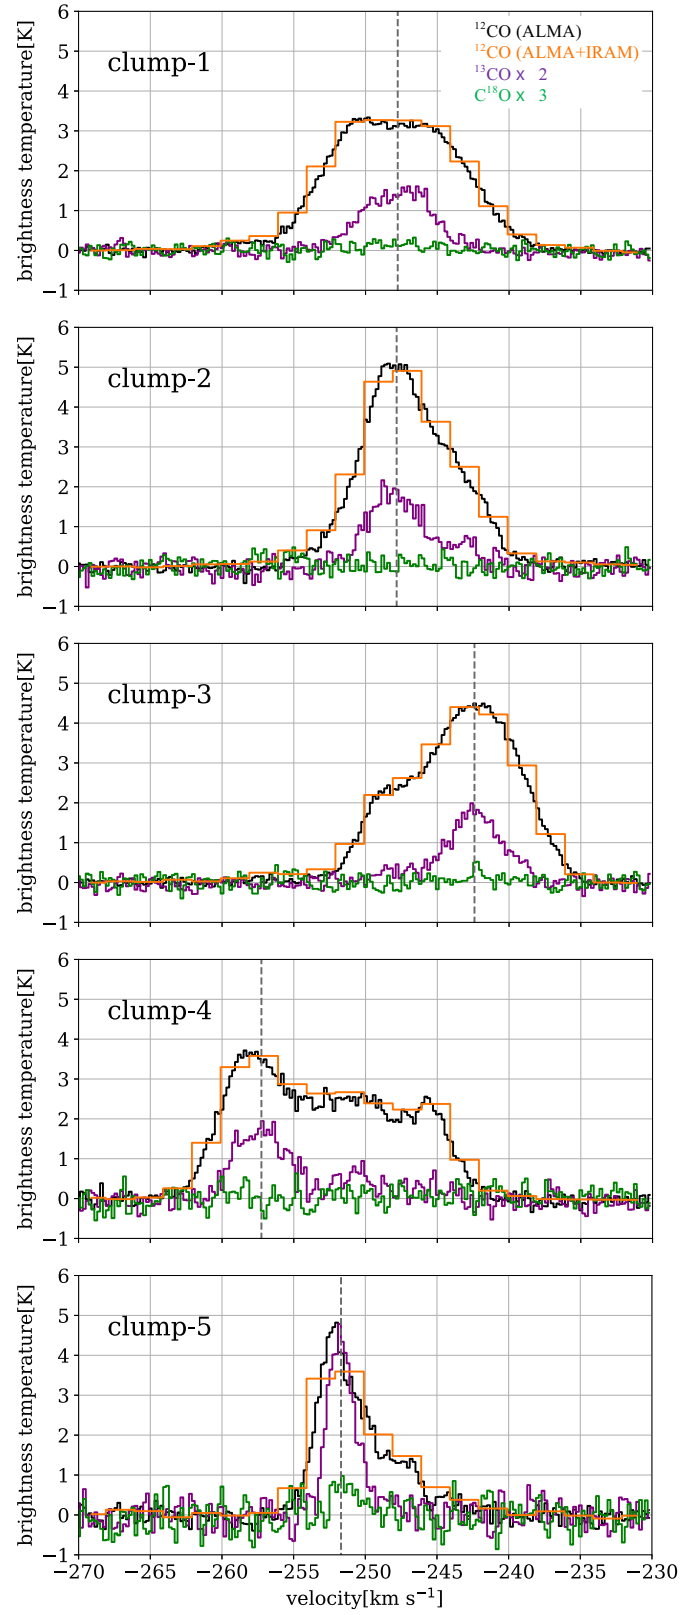 brightness temperature[K]
6
5
4
3
2
1
0
−1
clump-1
¹²CO (ALMA)
¹²CO (ALMA+IRAM)
¹³CO x 2
C¹⁸O x 3
brightness temperature[K]
6
5
4
3
2
1
0
−1
clump-2
brightness temperature[K]
6
5
4
3
2
1
0
−1
clump-3
brightness temperature[K]
6
5
4
3
2
1
0
−1
clump-4
brightness temperature[K]
6
5
4
3
2
1
0
−1
clump-5
−270 −265 −260 −255 −250 −245 −240 −235 −230
velocity[km s⁻¹]